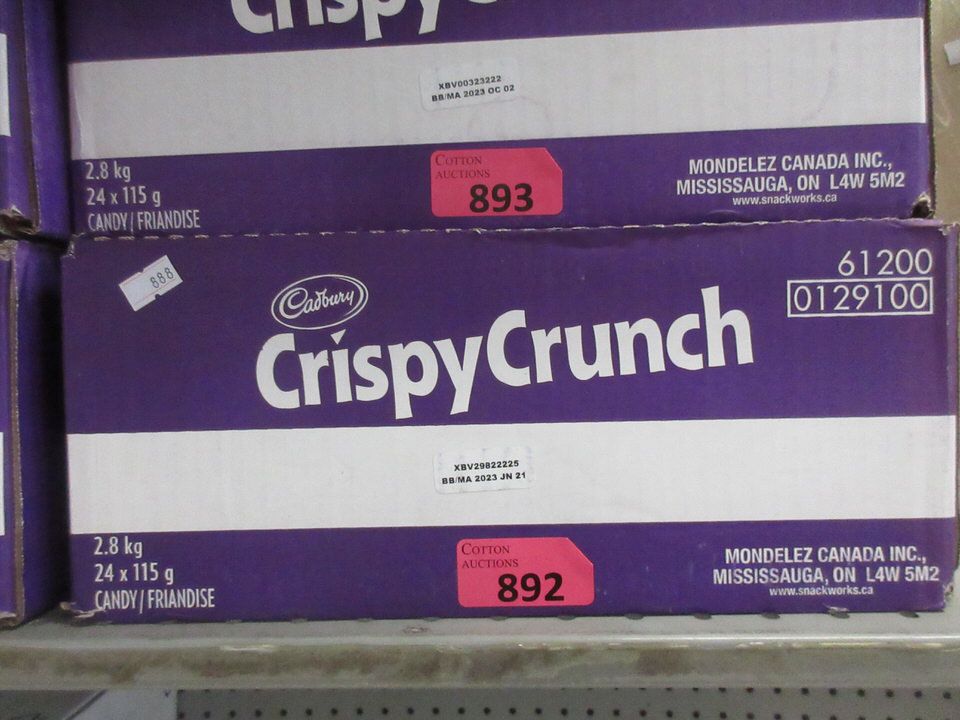 CrispyC
XBV00323222
BB/MA 2023 OC 02
2.8 kg
24 x 115 g
CANDY / FRIANDISE
COTTON
AUCTIONS
893
MONDELEZ CANADA INC.,
MISSISSAUGA, ON L4W 5M2
www.snackworks.ca
888
Cadbury
CrispyCrunch
61200
0129100
XBV29822225
BB/MA 2023 JN 21
2.8 kg
24 x 115 g
CANDY / FRIANDISE
COTTON
AUCTIONS
892
MONDELEZ CANADA INC.,
MISSISSAUGA, ON L4W 5M2
www.snackworks.ca